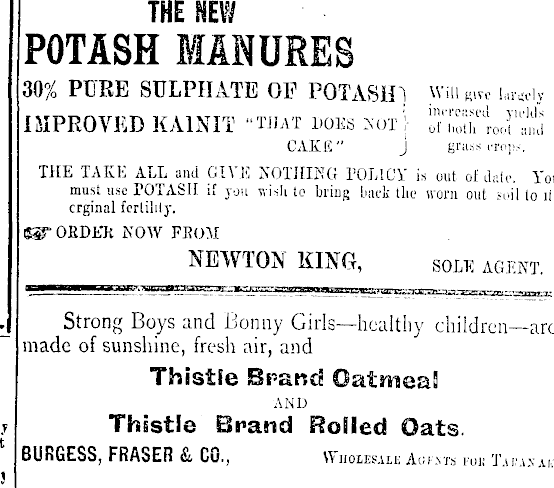 THE NEW
POTASH MANURES
30% PURE SULPHATE OF POTASH
IMPROVED KAINIT "THAT DOES NOT
CAKE"
Will give largely
increased yields
of both root and
grass crops.
THE TAKE ALL and GIVE NOTHING POLICY is out of date. You
must use POTASH if you wish to bring back the worn out soil to it
orginal fertility.
ORDER NOW FROM
NEWTON KING,
SOLE AGENT.
Strong Boys and Bonny Girls—healthy children—are
made of sunshine, fresh air, and
Thistle Brand Oatmeal
AND
Thistle Brand Rolled Oats.
BURGESS, FRASER & CO.,
WHOLESALE AGENTS FOR TARANAK